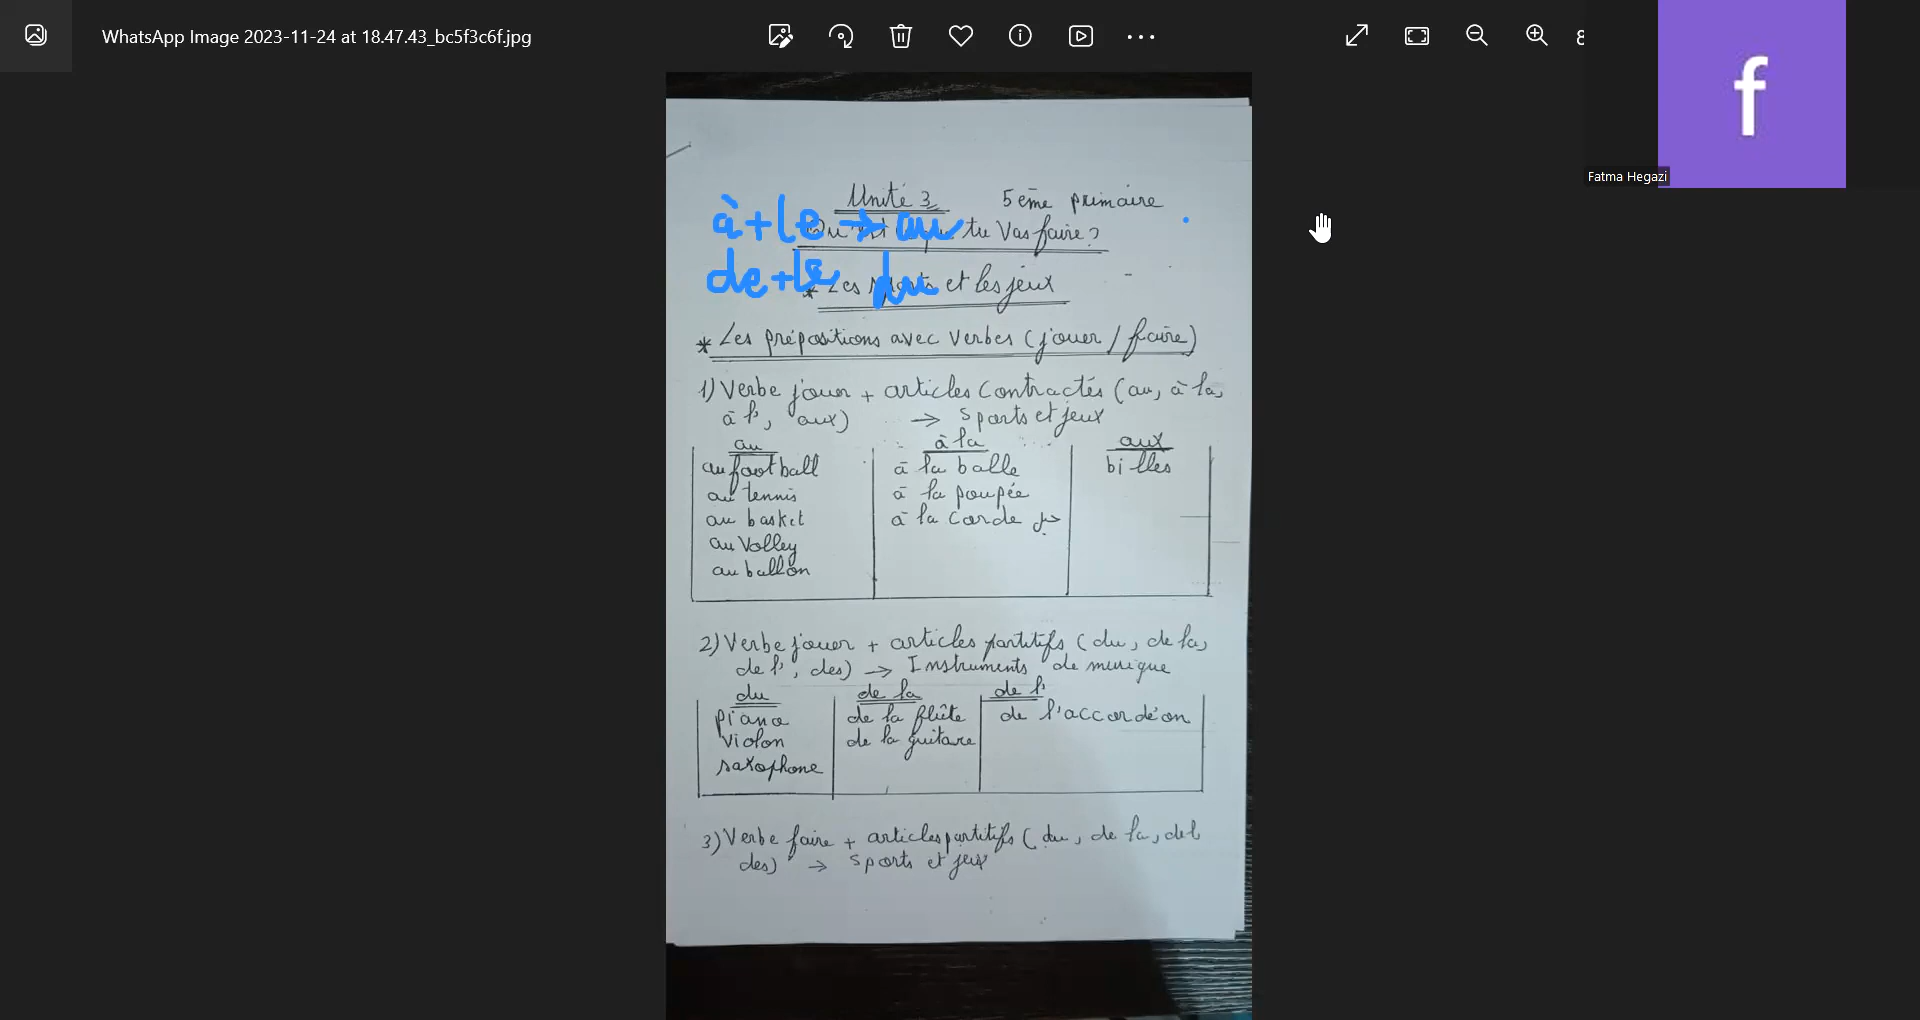 WhatsApp Image 2023-11-24 at 18.47.43_bc5f3c6f.jpg
f
Fatma Hegazi
Unité 3 5ème primaire
à+le → au tu Vas faire?
de+le du
* Les sports et les jeux
* Les prépositions avec verbes (jouer / faire)
1) Verbe jouer + articles contractés (au, à la,
à l', aux) → sports et jeux
au à la aux
au football à la balle billes
au tennis à la poupée
au basket à la corde
au Volley
au ballon
2) Verbe jouer + articles partitifs (du, de la,
de l', des) → Instruments de musique
du de la de l'
piano de la flûte de l'accordéon
violon de la guitare
saxophone
3) Verbe faire + articles partitifs (du, de la, de l
des) → sports et jeux